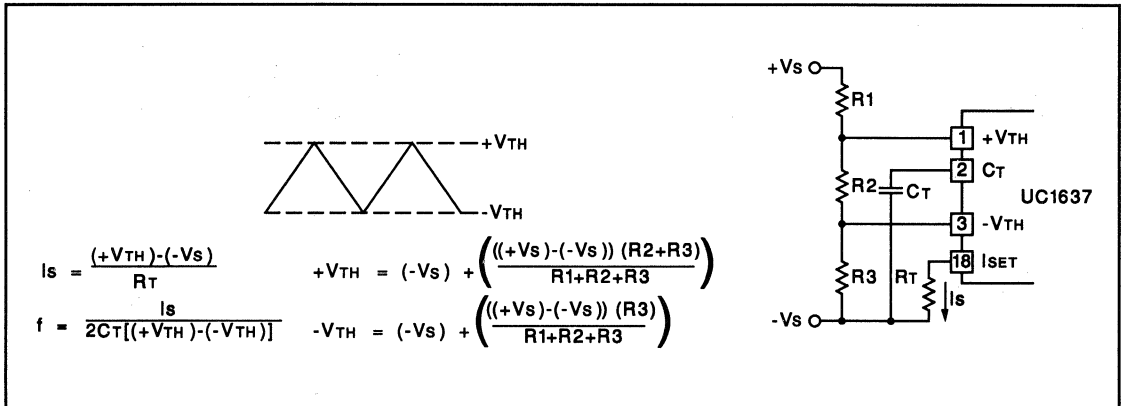 +VTH
-VTH
Is = (+VTH)-(-Vs) / RT
+VTH = (-Vs) + ( ((+Vs)-(-Vs)) (R2+R3) / R1+R2+R3 )
f = Is / 2CT[(+VTH)-(-VTH)]
-VTH = (-Vs) + ( ((+Vs)-(-Vs)) (R3) / R1+R2+R3 )
+Vs
R1
1 +VTH
2 CT
R2
CT
UC1637
3 -VTH
18 ISET
R3
RT
Is
-Vs